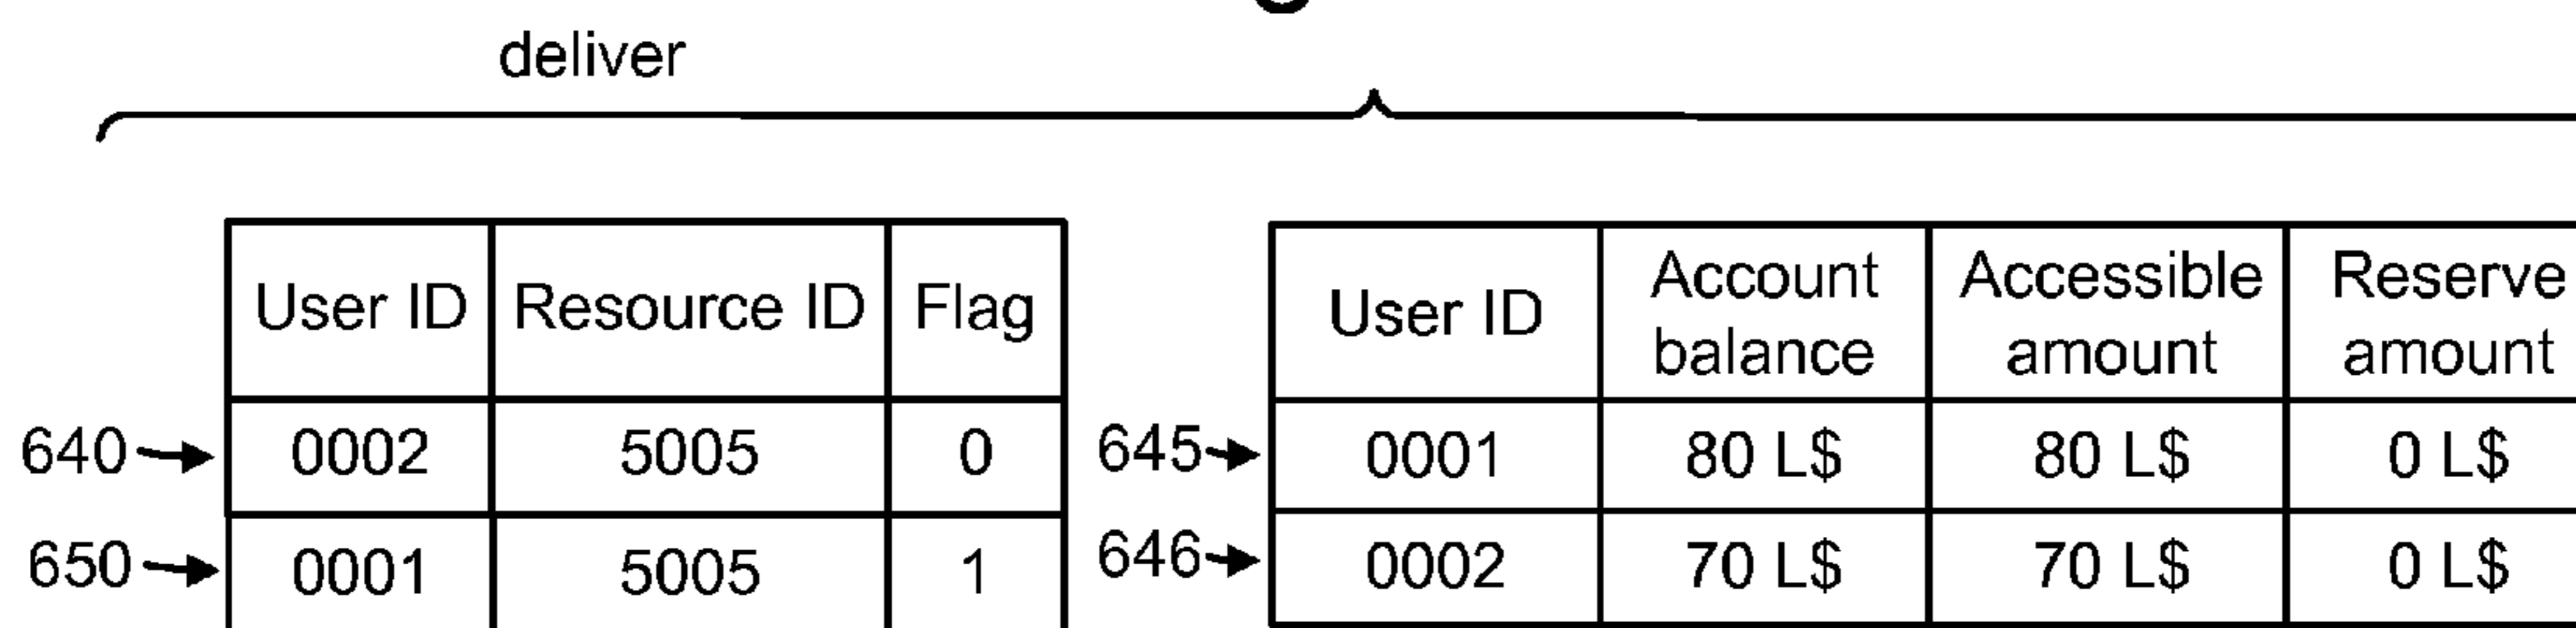 deliver
User ID Resource ID Flag
640 0002 5005 0
650 0001 5005 1
User ID Account balance Accessible amount Reserve amount
645 0001 80 L$ 80 L$ 0 L$
646 0002 70 L$ 70 L$ 0 L$